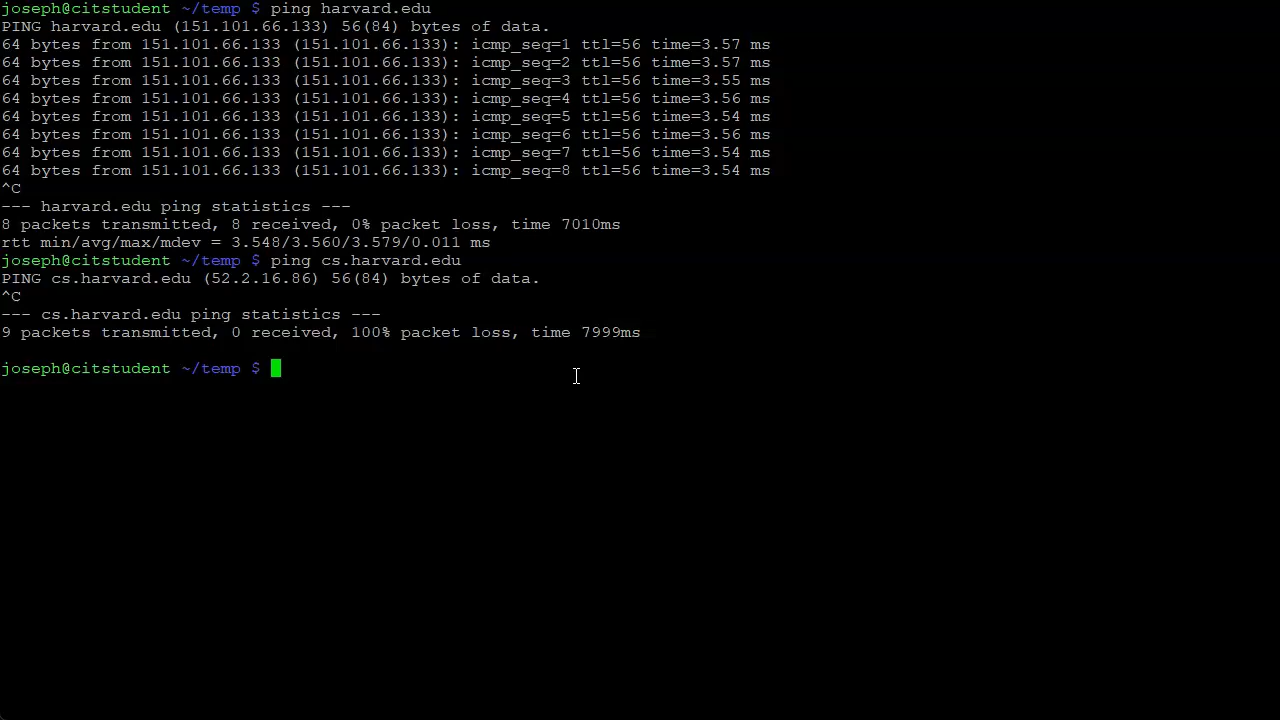 joseph@citstudent ~/temp $ ping harvard.edu
PING harvard.edu (151.101.66.133) 56(84) bytes of data.
64 bytes from 151.101.66.133 (151.101.66.133): icmp_seq=1 ttl=56 time=3.57 ms
64 bytes from 151.101.66.133 (151.101.66.133): icmp_seq=2 ttl=56 time=3.57 ms
64 bytes from 151.101.66.133 (151.101.66.133): icmp_seq=3 ttl=56 time=3.55 ms
64 bytes from 151.101.66.133 (151.101.66.133): icmp_seq=4 ttl=56 time=3.56 ms
64 bytes from 151.101.66.133 (151.101.66.133): icmp_seq=5 ttl=56 time=3.54 ms
64 bytes from 151.101.66.133 (151.101.66.133): icmp_seq=6 ttl=56 time=3.56 ms
64 bytes from 151.101.66.133 (151.101.66.133): icmp_seq=7 ttl=56 time=3.54 ms
64 bytes from 151.101.66.133 (151.101.66.133): icmp_seq=8 ttl=56 time=3.54 ms
^C
--- harvard.edu ping statistics ---
8 packets transmitted, 8 received, 0% packet loss, time 7010ms
rtt min/avg/max/mdev = 3.548/3.560/3.579/0.011 ms
joseph@citstudent ~/temp $ ping cs.harvard.edu
PING cs.harvard.edu (52.2.16.86) 56(84) bytes of data.
^C
--- cs.harvard.edu ping statistics ---
9 packets transmitted, 0 received, 100% packet loss, time 7999ms
joseph@citstudent ~/temp $